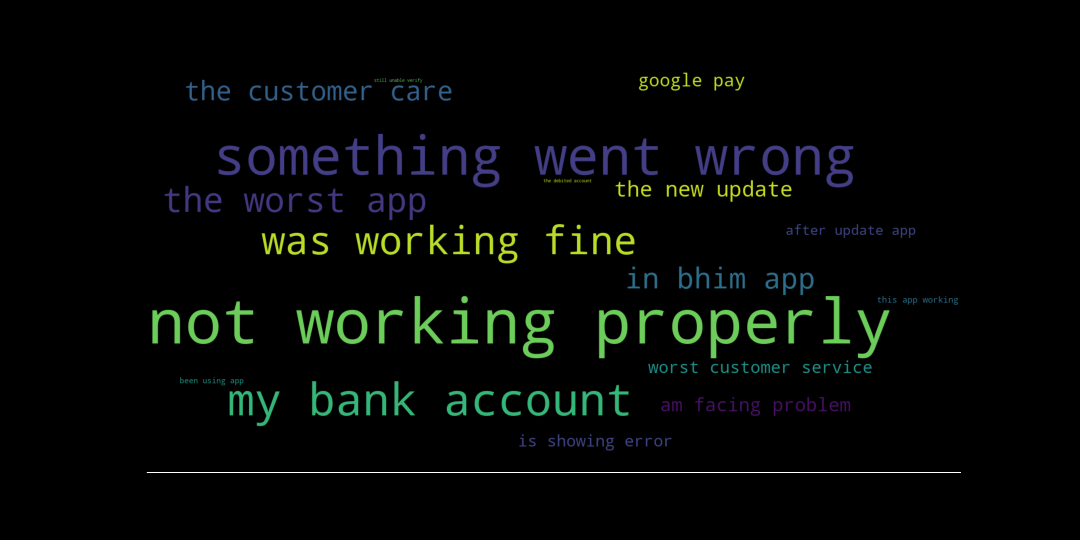 still unable verify
google pay
the customer care
something went wrong
the debited account
the new update
the worst app
after update app
was working fine
in bhim app
this app working
not working properly
worst customer service
been using app
my bank account
am facing problem
is showing error